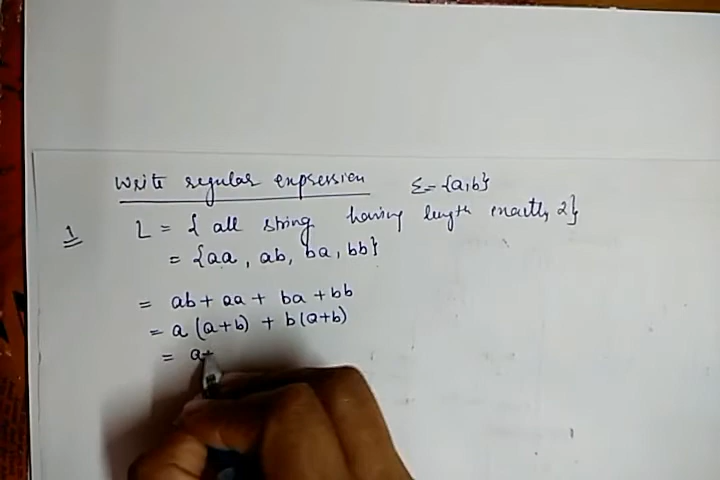 Write regular expression Σ = {a,b}
1 L = { all string having length exactly 2}
= {aa, ab, ba, bb}
= ab + aa + ba + bb
= a (a+b) + b(a+b)
= a+